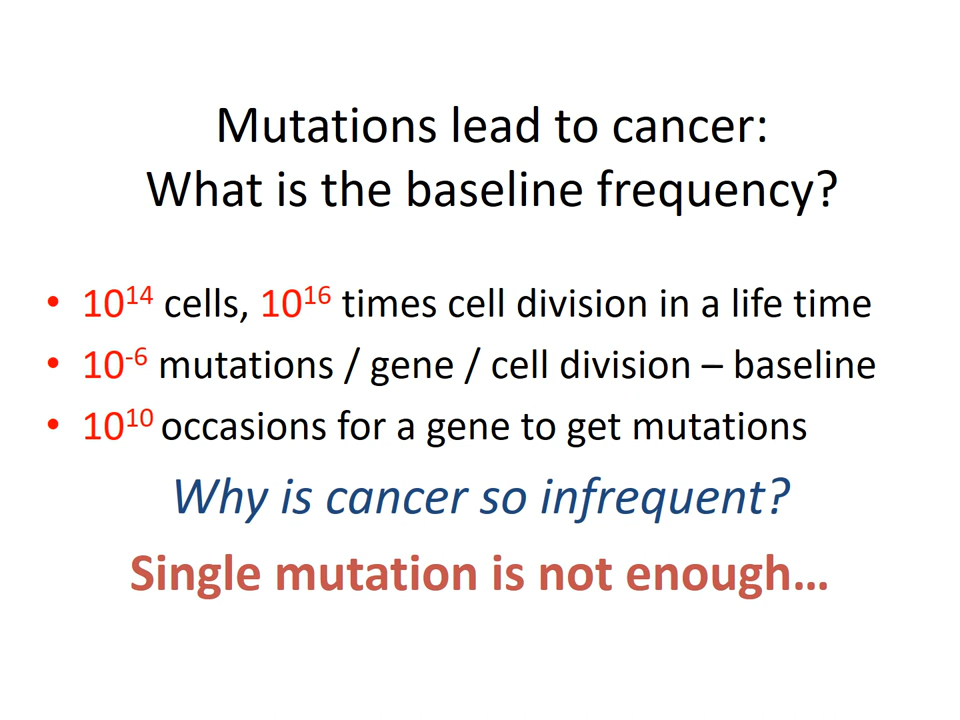 Mutations lead to cancer:
What is the baseline frequency?
• 10¹⁴ cells, 10¹⁶ times cell division in a life time
• 10⁻⁶ mutations / gene / cell division – baseline
• 10¹⁰ occasions for a gene to get mutations
Why is cancer so infrequent?
Single mutation is not enough…